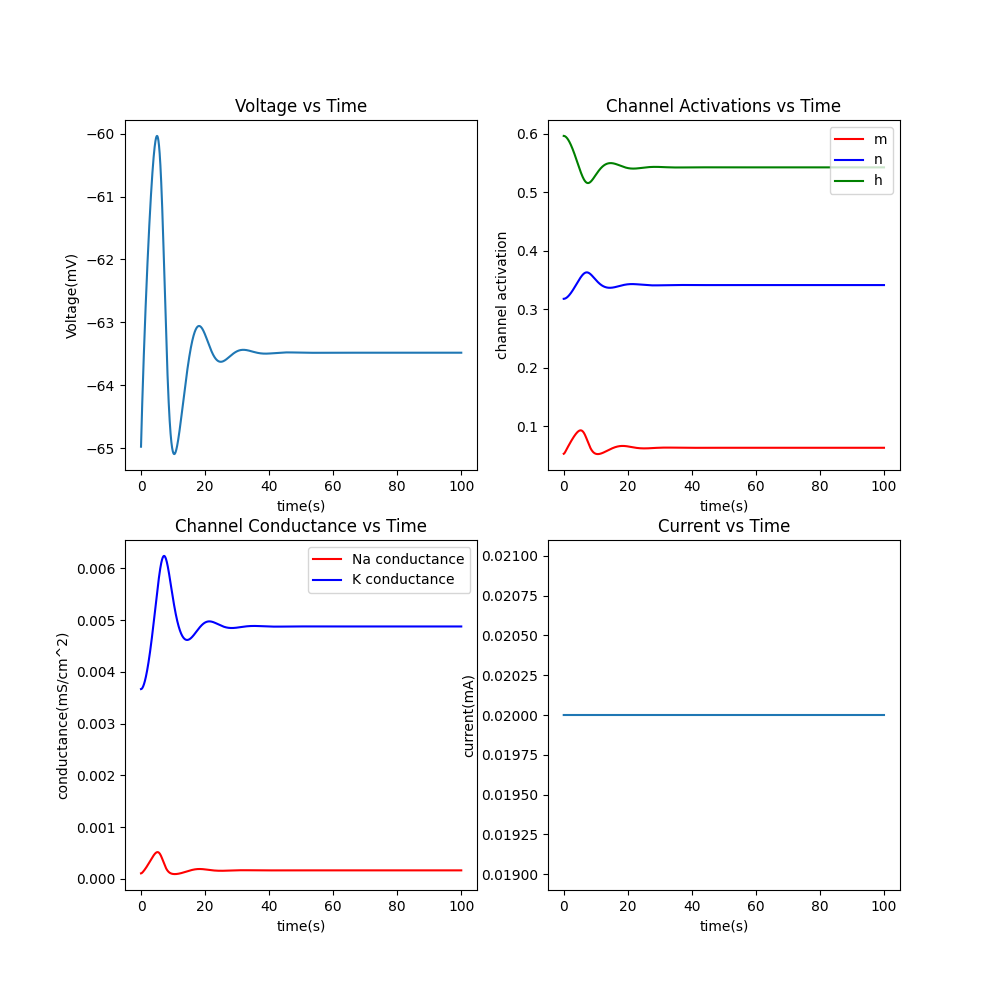 Voltage vs Time
Voltage(mV)
−60
−61
−62
−63
−64
−65
0 20 40 60 80 100
time(s)
Channel Activations vs Time
channel activation
0.6
0.5
0.4
0.3
0.2
0.1
m
n
h
0 20 40 60 80 100
time(s)
Channel Conductance vs Time
conductance(mS/cm^2)
0.006
0.005
0.004
0.003
0.002
0.001
0.000
Na conductance
K conductance
0 20 40 60 80 100
time(s)
Current vs Time
current(mA)
0.02100
0.02075
0.02050
0.02025
0.02000
0.01975
0.01950
0.01925
0.01900
0 20 40 60 80 100
time(s)